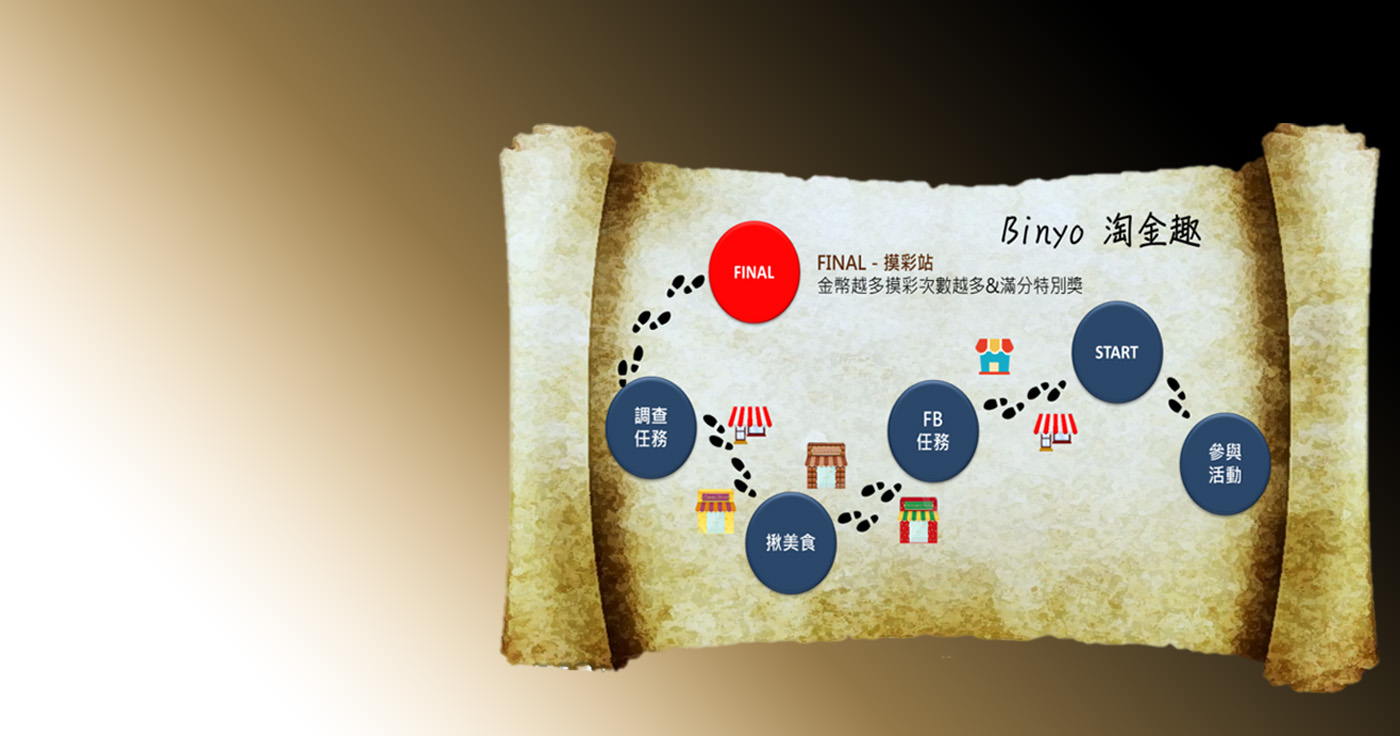 Binyo 淘金趣
FINAL
FINAL - 摸彩站
金幣越多摸彩次數越多&滿分特別獎
START
調查
任務
FB
任務
參與
活動
揪美食